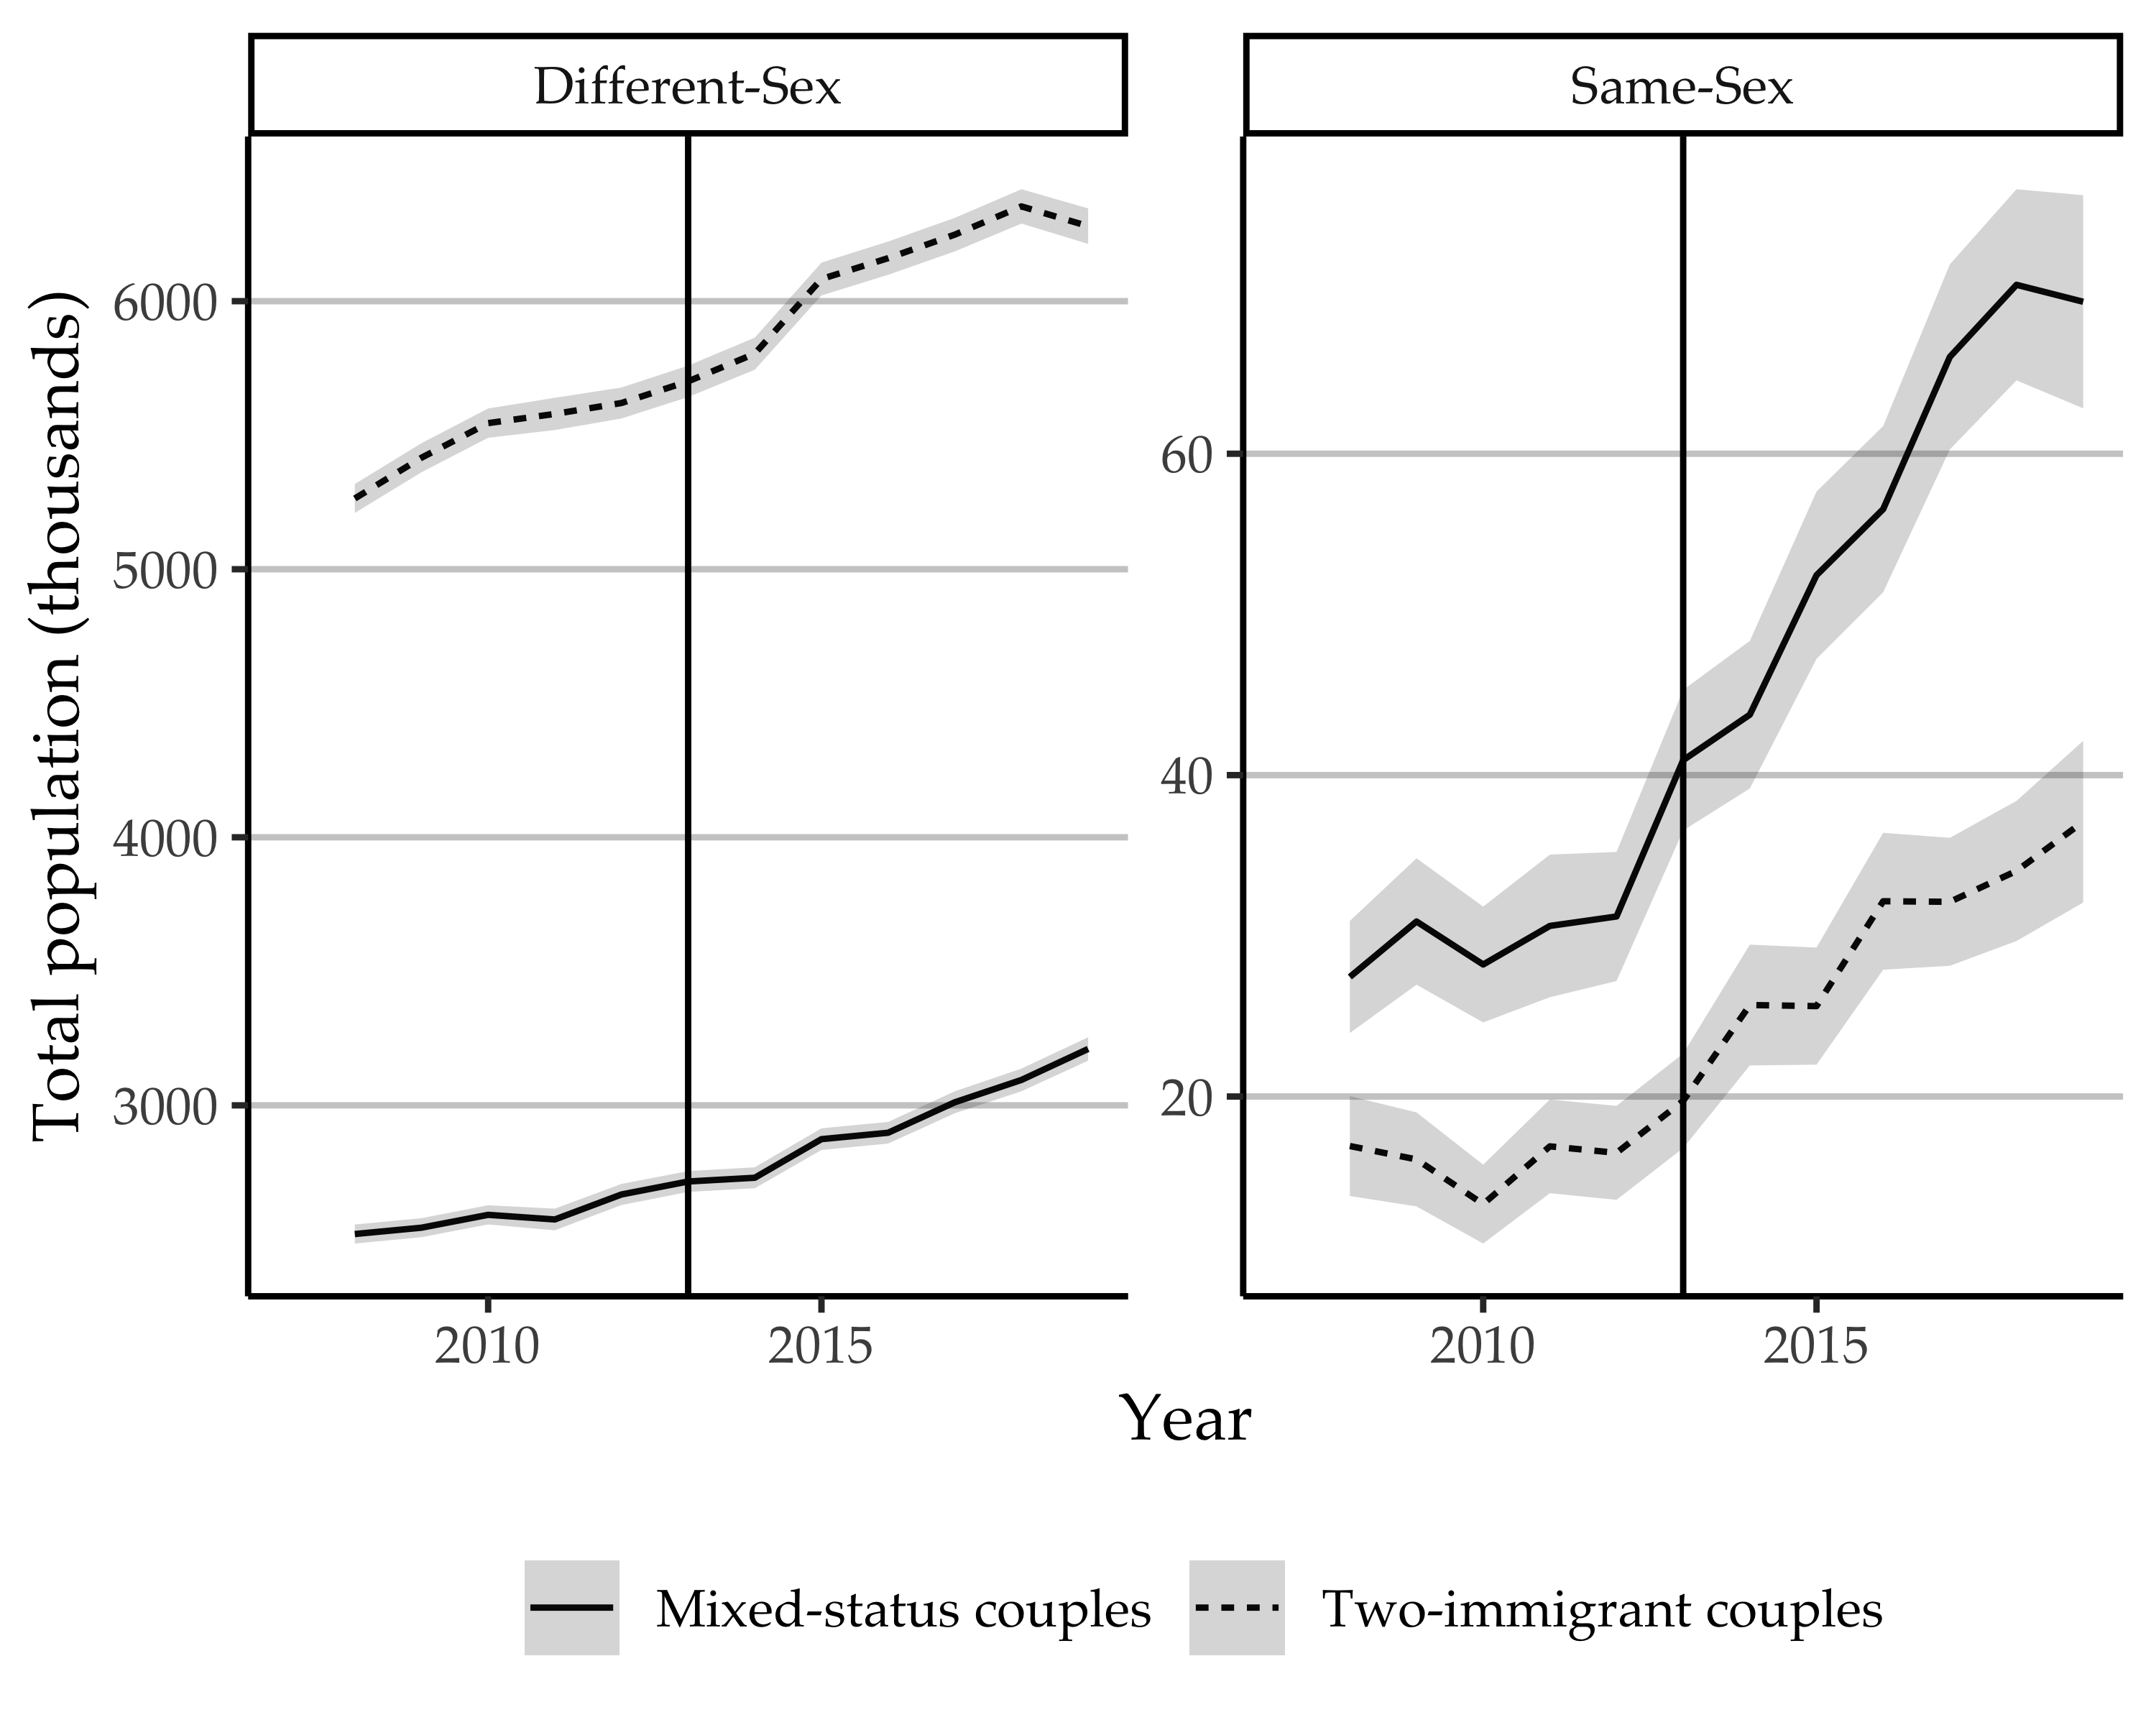 Different-Sex
Same-Sex
Total population (thousands)
6000
5000
4000
3000
60
40
20
2010
2015
2010
2015
Year
Mixed-status couples
Two-immigrant couples